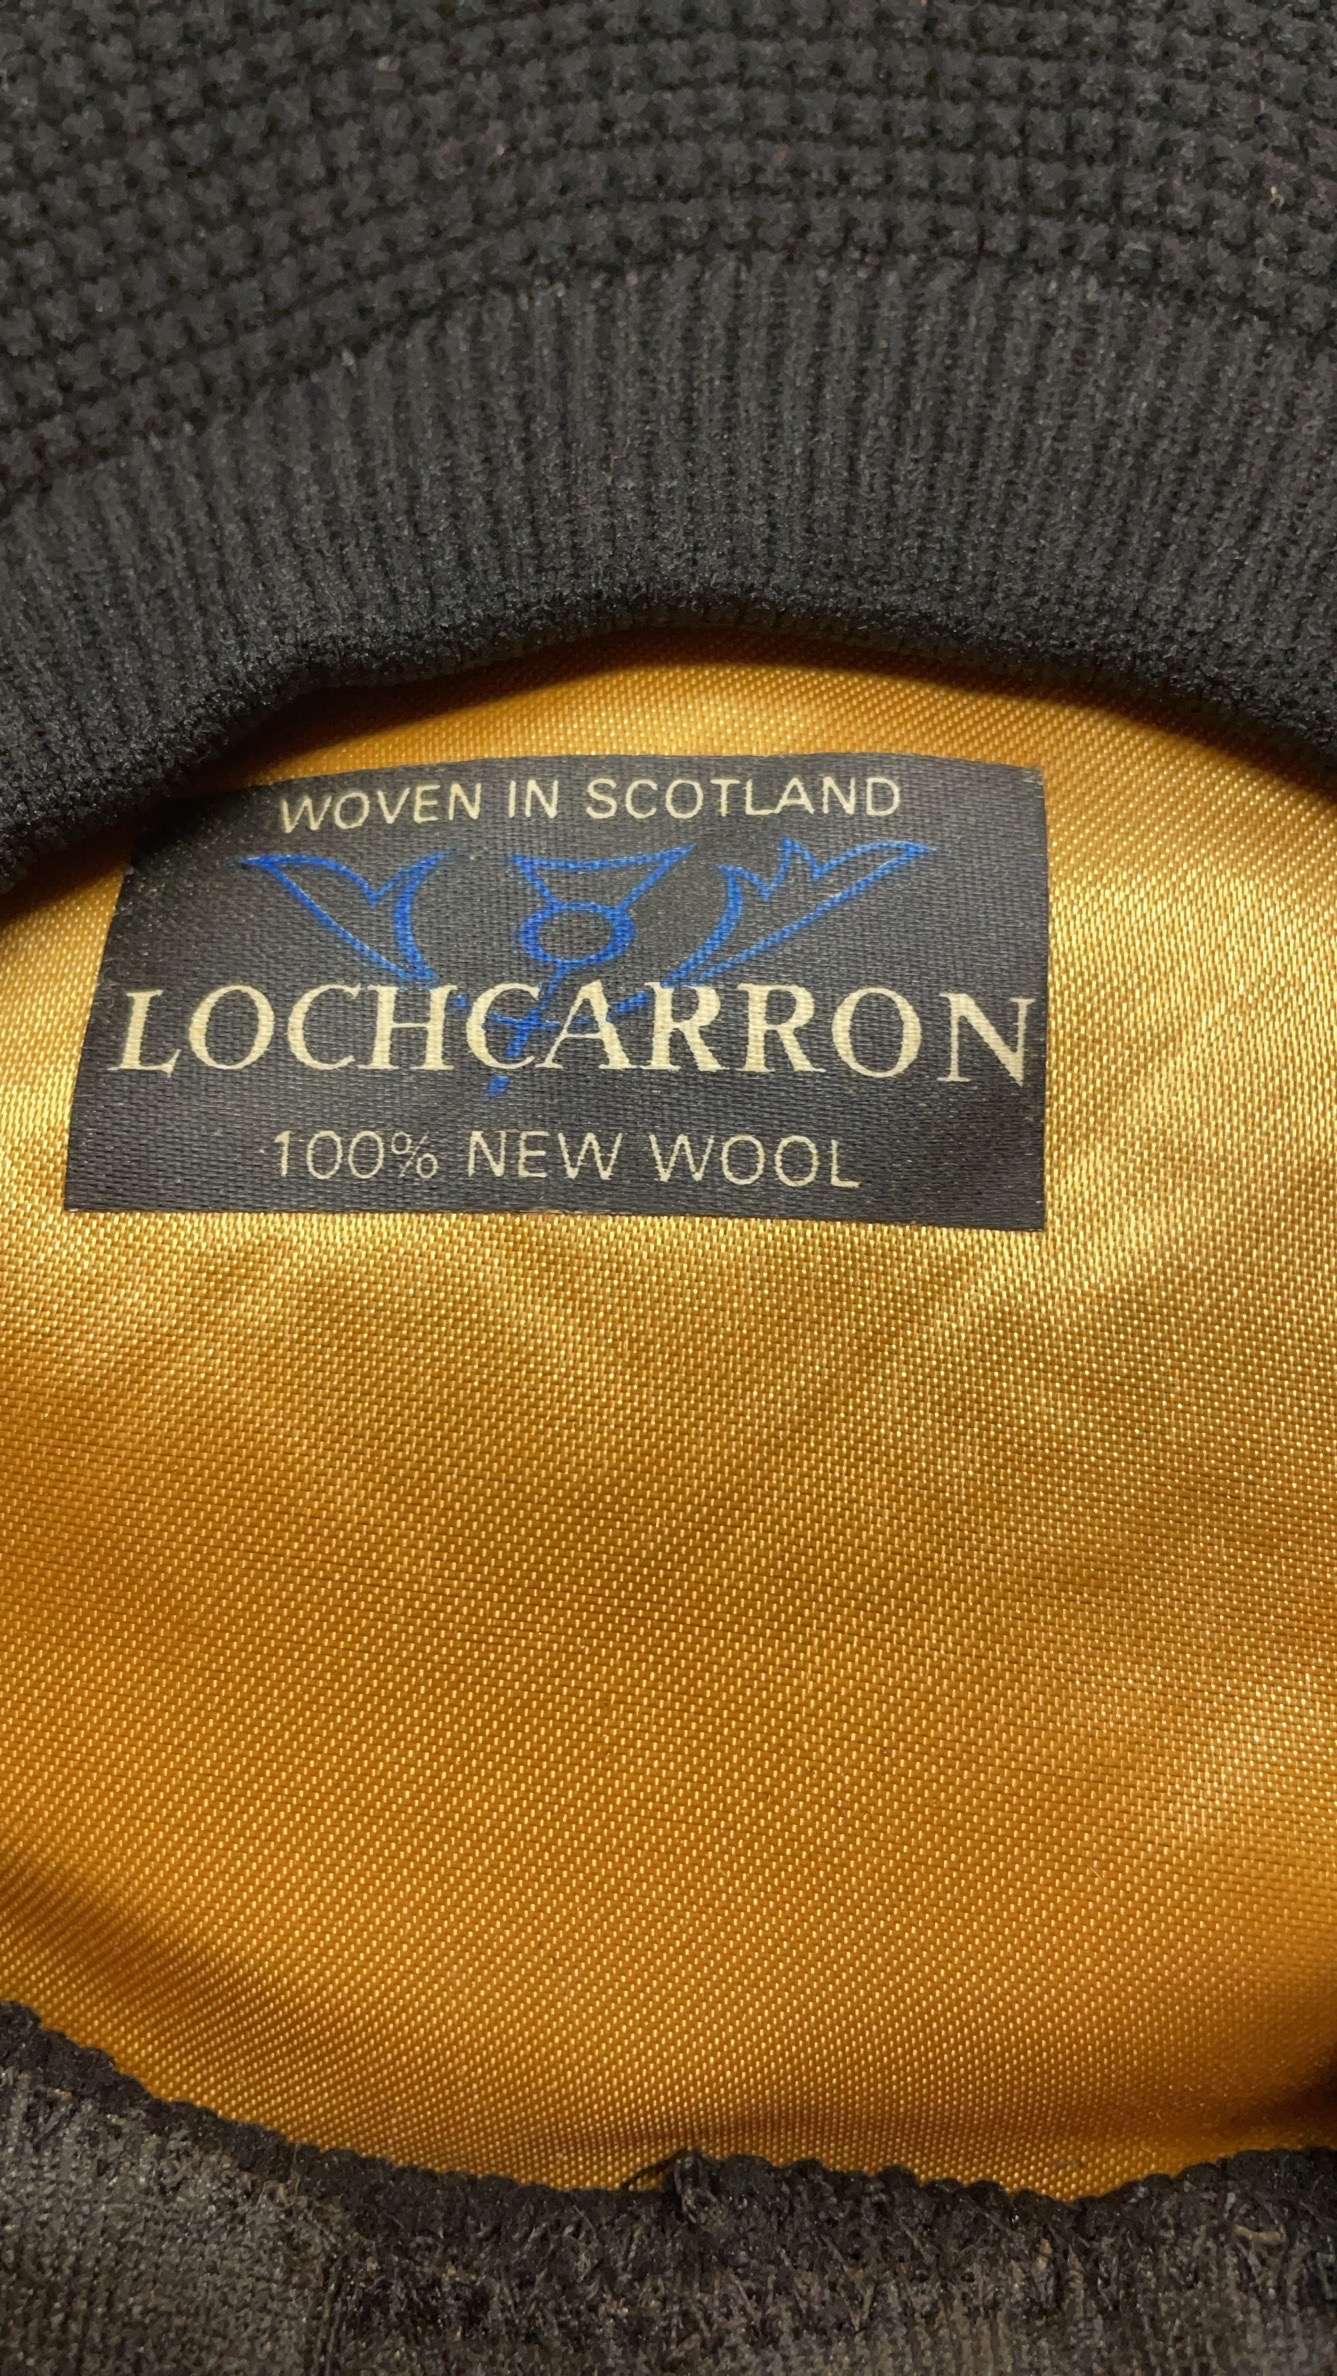 WOVEN IN SCOTLAND
LOCHCARRON
100% NEW WOOL